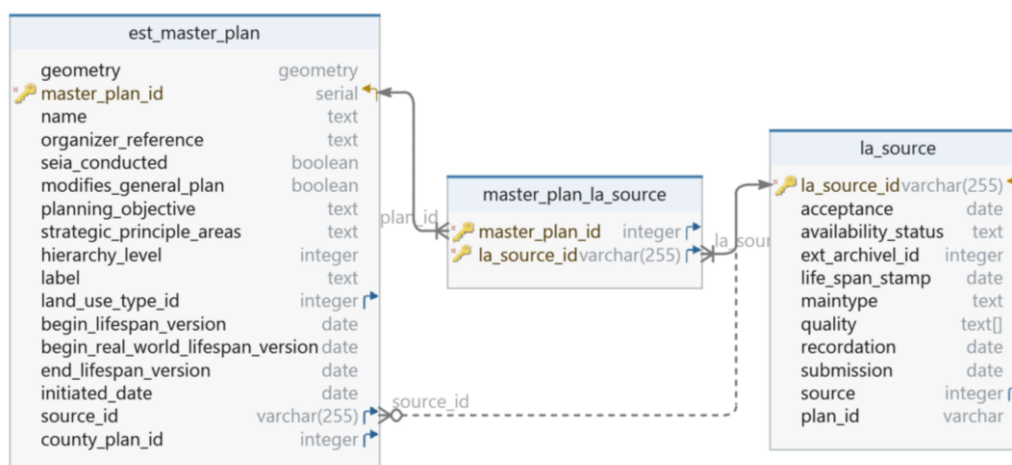 est_master_plan
geometry geometry
master_plan_id serial
name text
organizer_reference text
seia_conducted boolean
modifies_general_plan boolean
planning_objective text
strategic_principle_areas text
hierarchy_level integer
label text
land_use_type_id integer
begin_lifespan_version date
begin_real_world_lifespan_version date
end_lifespan_version date
initiated_date date
source_id varchar(255)
county_plan_id integer
plan_id
source_id
master_plan_la_source
master_plan_id integer
la_source_id varchar(255)
la_sour
la_source
la_source_id varchar(255)
acceptance date
availability_status text
ext_archivel_id integer
life_span_stamp date
maintype text
quality text[]
recordation date
submission date
source integer
plan_id varchar